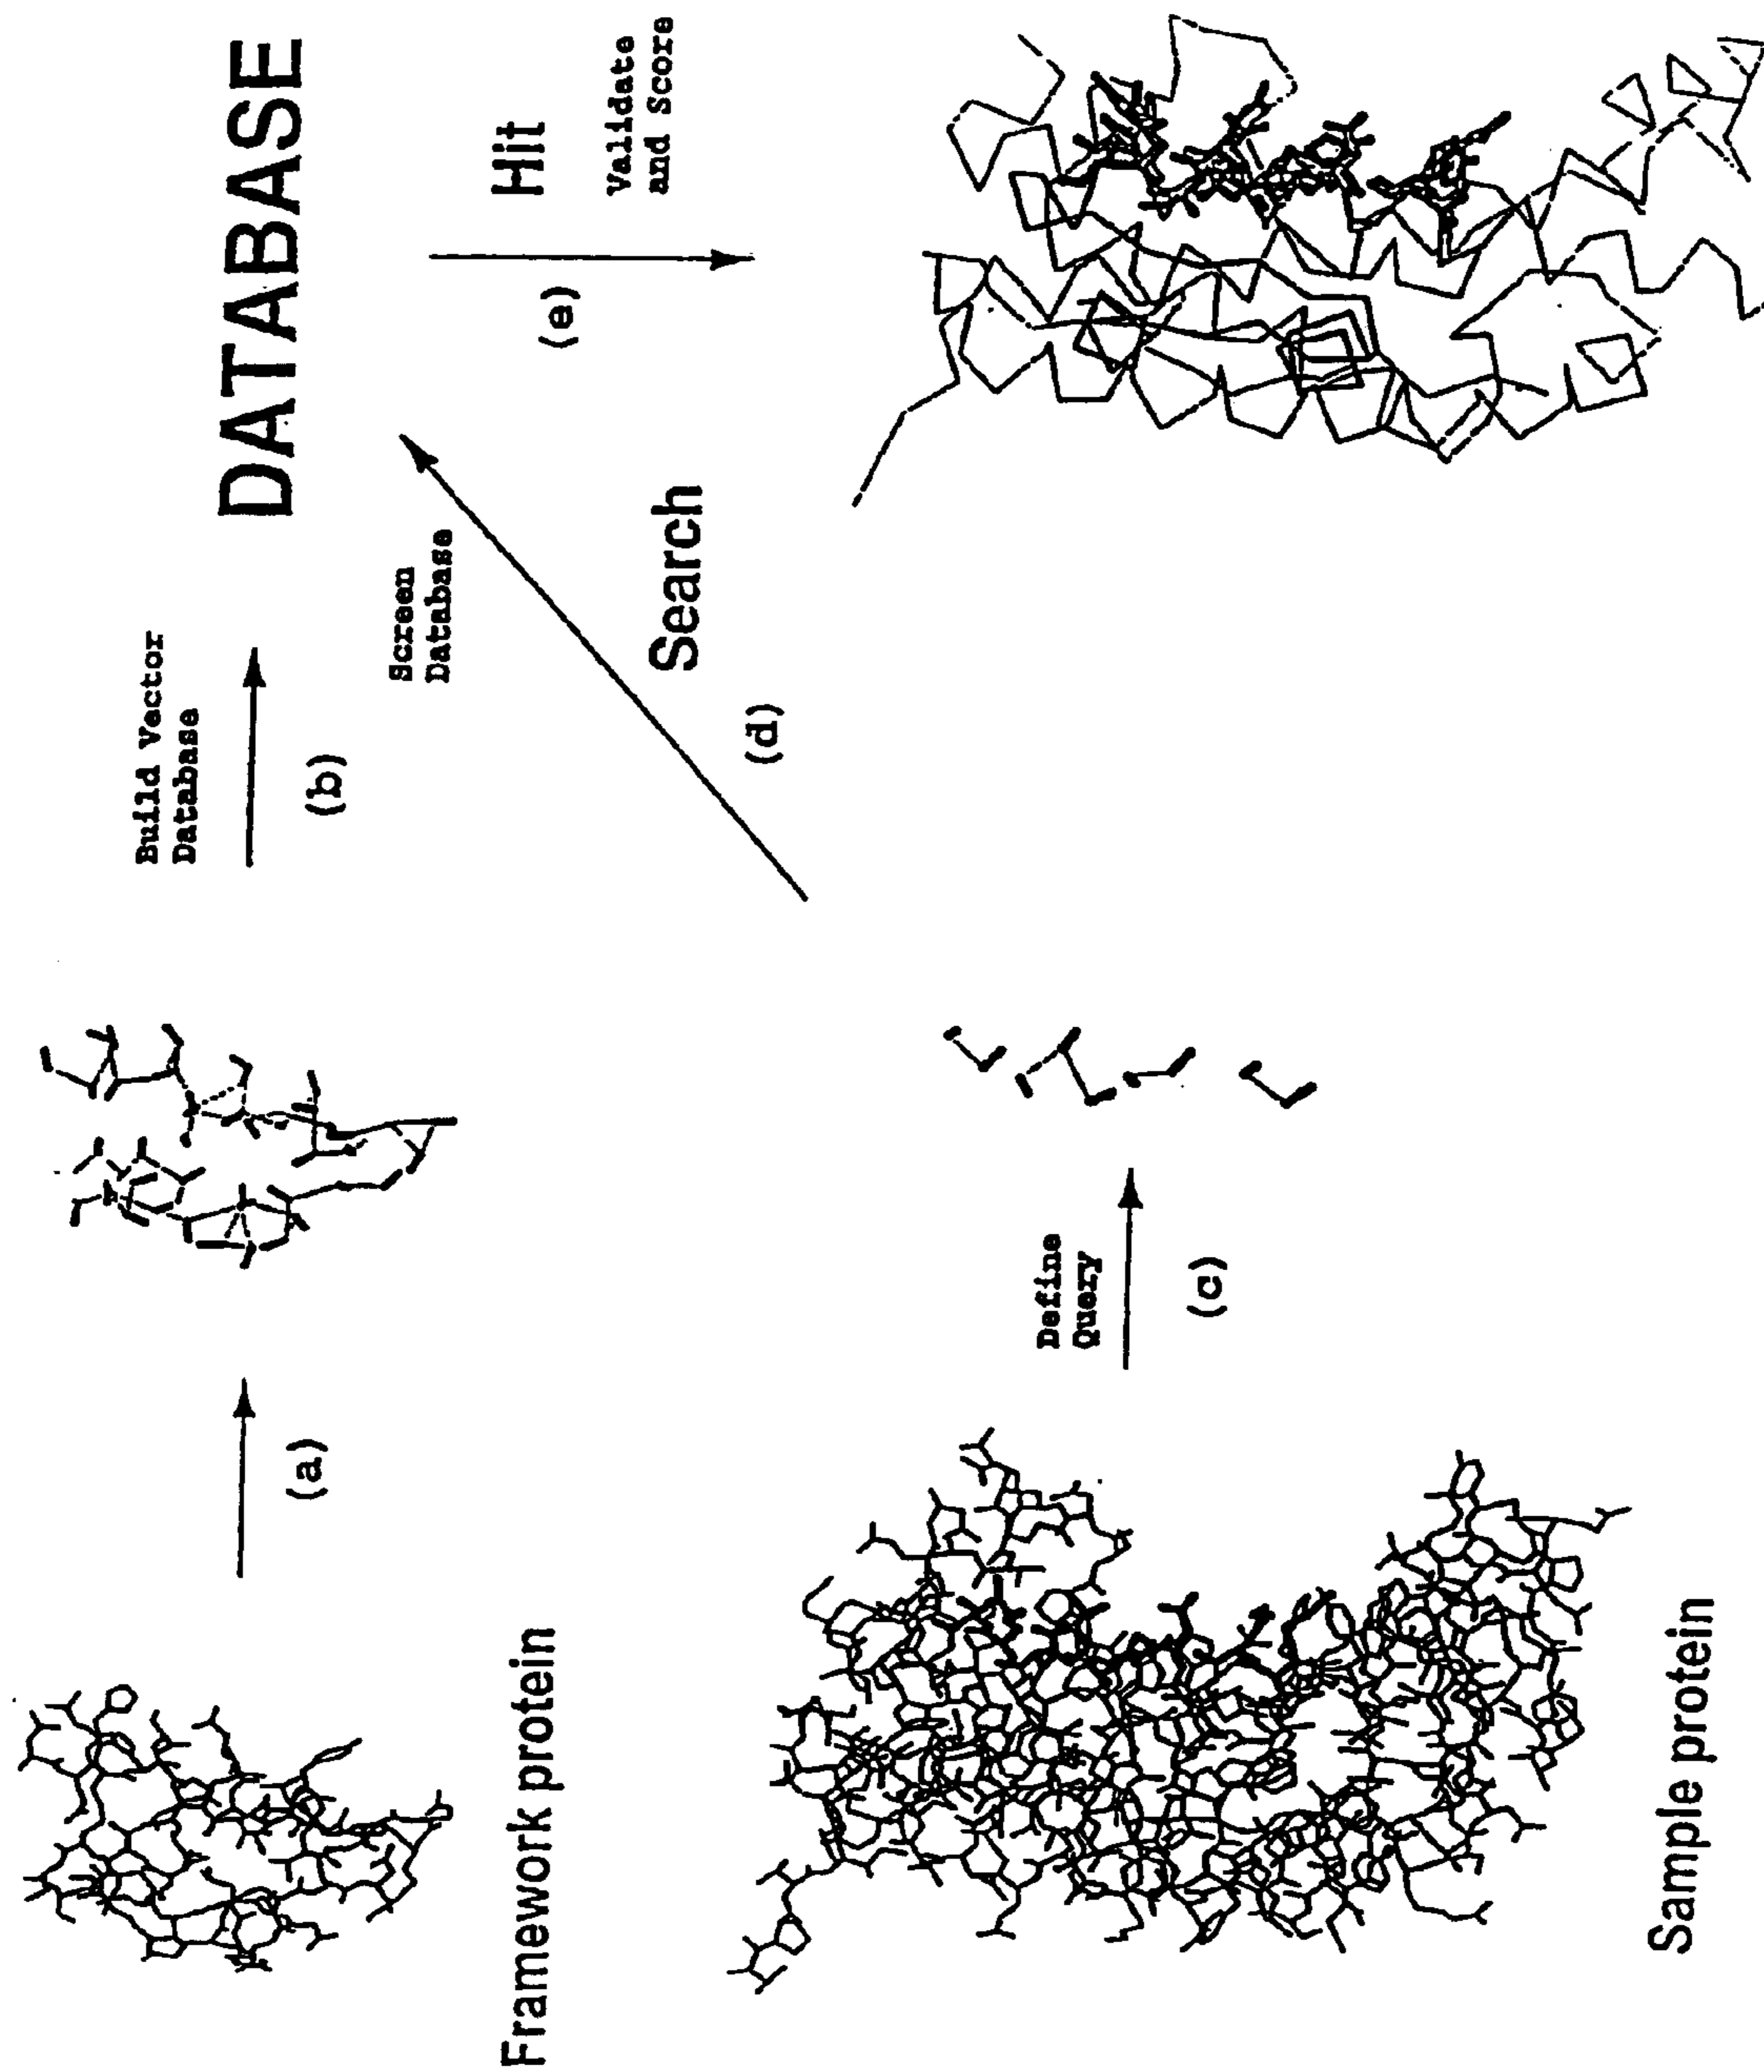 Framework protein
(a)
Build Vector
Database
(b)
DATABASE
Screen
Database
Search
(d)
Hit
(e)
Validate
and Score
Sample protein
Define
Query
(c)